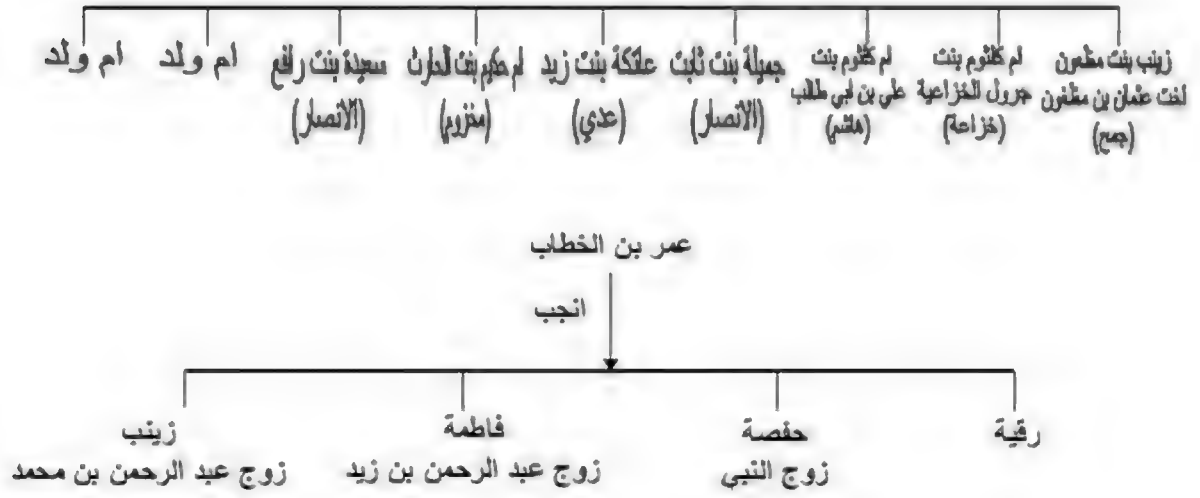 زينب بنت مظعون
اخت عثمان بن مظعون
(جمح)
ام كلثوم بنت
جرول الخزاعية
(خزاعة)
ام كلثوم بنت
علي بن ابي طالب
(هاشم)
جميلة بنت ثابت
(الانصار)
عاتكة بنت زيد
(عدي)
ام حكيم بنت الحارث
(مخزوم)
سعيدة بنت رافع
(الانصار)
ام ولد
ام ولد
عمر بن الخطاب
انجب
رقية
حفصة
زوج النبي
فاطمة
زوج عبد الرحمن بن زيد
زينب
زوج عبد الرحمن بن محمد